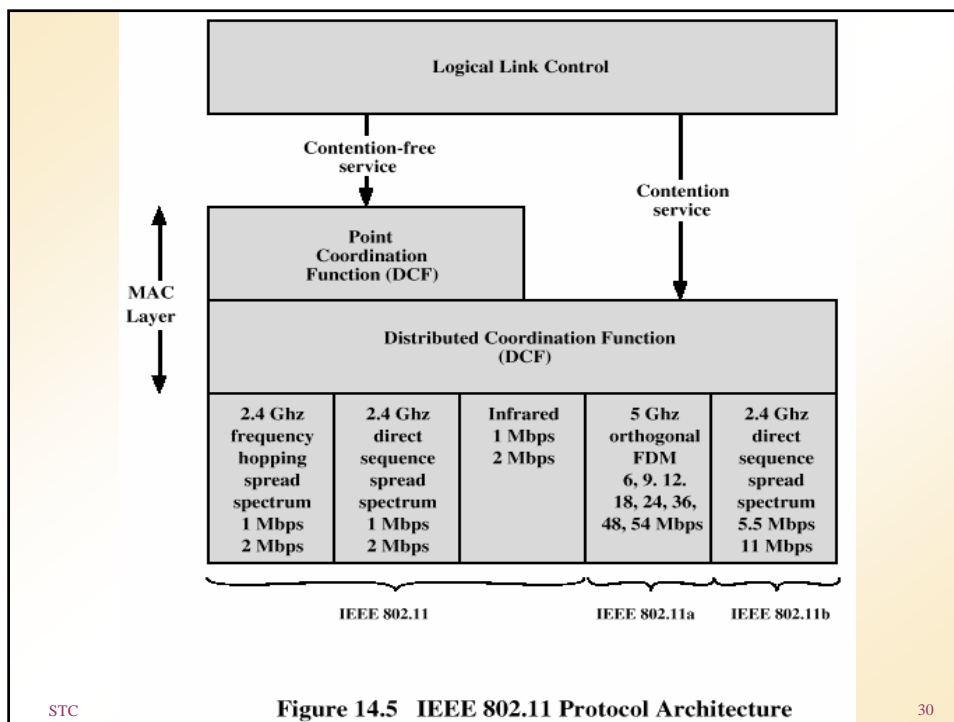 Logical Link Control
Contention-free
service
Contention
service
Point
Coordination
Function (DCF)
MAC
Layer
Distributed Coordination Function
(DCF)
2.4 Ghz
frequency
hopping
spread
spectrum
1 Mbps
2 Mbps
2.4 Ghz
direct
sequence
spread
spectrum
1 Mbps
2 Mbps
Infrared
1 Mbps
2 Mbps
5 Ghz
orthogonal
FDM
6, 9. 12.
18, 24, 36,
48, 54 Mbps
2.4 Ghz
direct
sequence
spread
spectrum
5.5 Mbps
11 Mbps
IEEE 802.11
IEEE 802.11a
IEEE 802.11b
STC
Figure 14.5 IEEE 802.11 Protocol Architecture
30